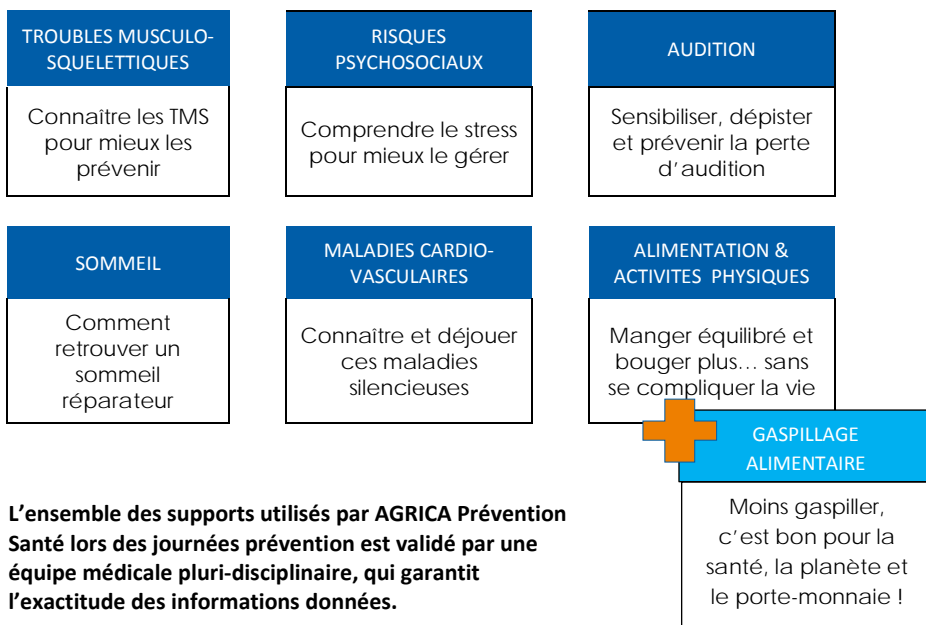 TROUBLES MUSCULO-
SQUELETTIQUES
Connaître les TMS
pour mieux les
prévenir
RISQUES
PSYCHOSOCIAUX
Comprendre le stress
pour mieux le gérer
AUDITION
Sensibiliser, dépister
et prévenir la perte
d’audition
SOMMEIL
Comment
retrouver un
sommeil
réparateur
MALADIES CARDIO-
VASCULAIRES
Connaître et déjouer
ces maladies
silencieuses
ALIMENTATION &
ACTIVITES PHYSIQUES
Manger équilibré et
bouger plus… sans
se compliquer la vie
GASPILLAGE
ALIMENTAIRE
Moins gaspiller,
c’est bon pour la
santé, la planète et
le porte-monnaie !
L’ensemble des supports utilisés par AGRICA Prévention
Santé lors des journées prévention est validé par une
équipe médicale pluri-disciplinaire, qui garantit
l’exactitude des informations données.